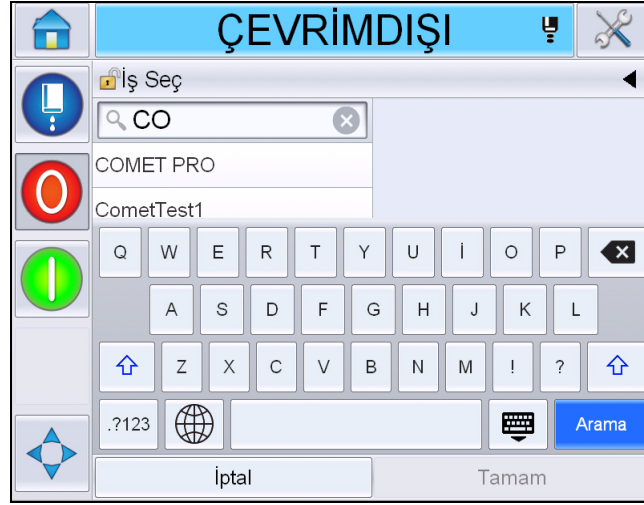 ÇEVRİMDIŞI
İş Seç
CO
COMET PRO
CometTest1
Q W E R T Y U İ O P
A S D F G H J K L
Z X C V B N M ! ?
.?123 Arama
İptal Tamam